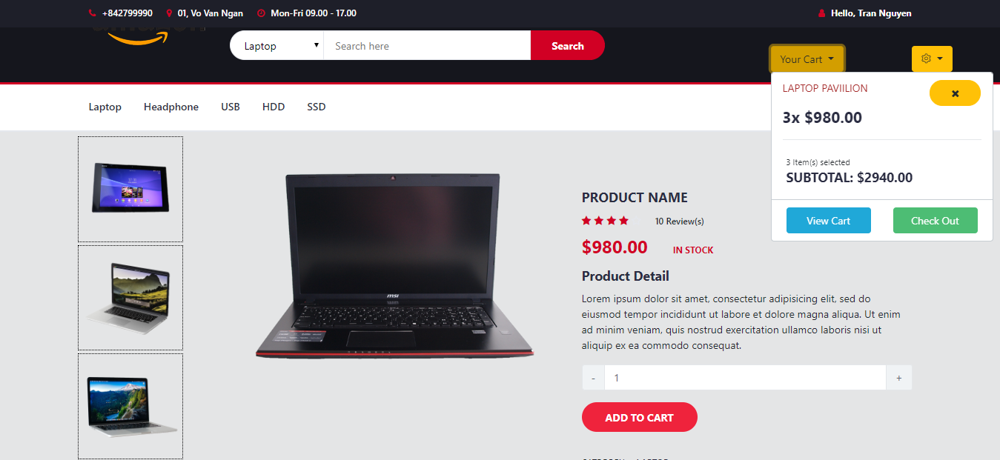 +842799990 01, Vo Van Ngan Mon-Fri 09.00 - 17.00 Hello, Tran Nguyen
Laptop Search here Search
Your Cart
LAPTOP PAVIILION
3x $980.00
3 Item(s) selected
SUBTOTAL: $2940.00
View Cart Check Out
Laptop Headphone USB HDD SSD
msi
PRODUCT NAME
10 Review(s)
$980.00 IN STOCK
Product Detail
Lorem ipsum dolor sit amet, consectetur adipisicing elit, sed do
eiusmod tempor incididunt ut labore et dolore magna aliqua. Ut enim
ad minim veniam, quis nostrud exercitation ullamco laboris nisi ut
aliquip ex ea commodo consequat.
- 1 +
ADD TO CART